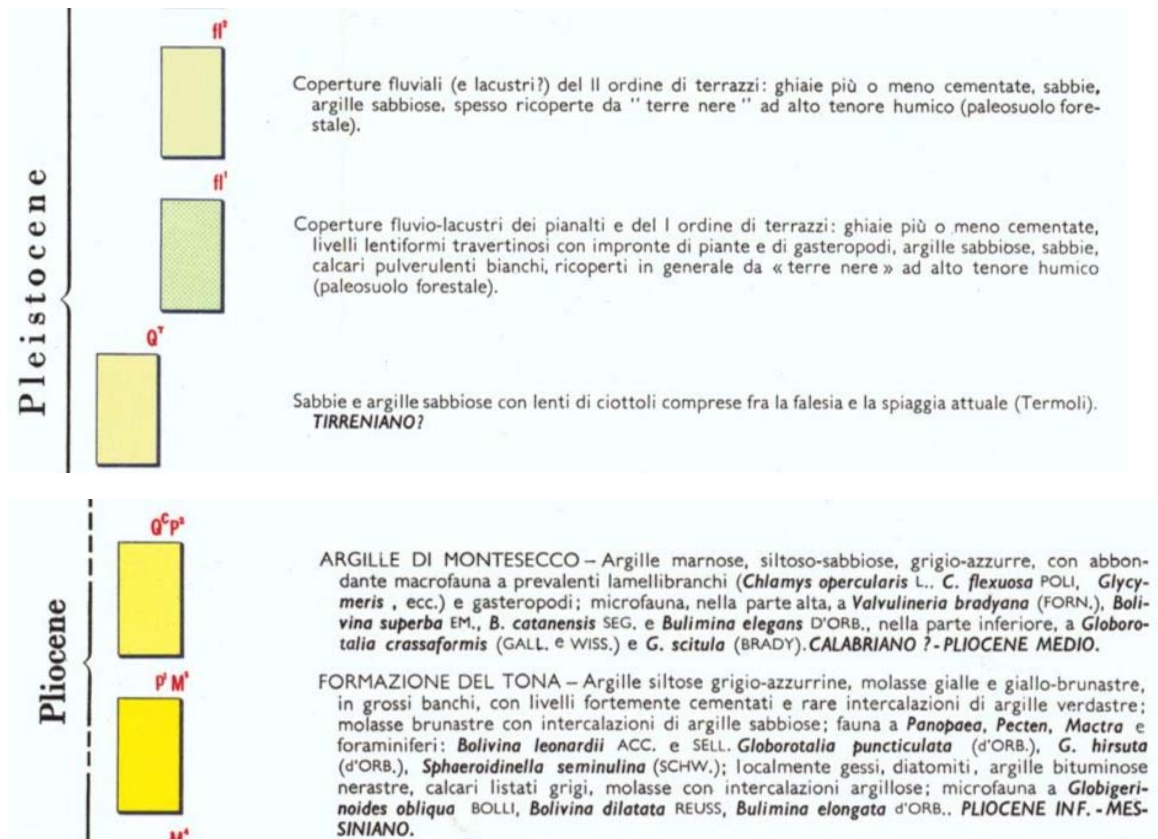 fl²
Coperture fluviali (e lacustri?) del II ordine di terrazzi: ghiaie più o meno cementate, sabbie,
argille sabbiose, spesso ricoperte da " terre nere " ad alto tenore humico (paleosuolo fore-
stale).
fl¹
Coperture fluvio-lacustri dei pianalti e del I ordine di terrazzi: ghiaie più o meno cementate,
livelli lentiformi travertinosi con impronte di piante e di gasteropodi, argille sabbiose, sabbie,
calcari pulverulenti bianchi, ricoperti in generale da « terre nere » ad alto tenore humico
(paleosuolo forestale).
Pleistocene
Qᵀ
Sabbie e argille sabbiose con lenti di ciottoli comprese fra la falesia e la spiaggia attuale (Termoli).
TIRRENIANO?
QᶜP²
ARGILLE DI MONTESECCO – Argille marnose, siltoso-sabbiose, grigio-azzurre, con abbon-
dante macrofauna a prevalenti lamellibranchi (Chlamys opercularis L., C. flexuosa POLI, Glycy-
meris , ecc.) e gasteropodi; microfauna, nella parte alta, a Valvulineria bradyana (FORN.), Boli-
vina superba EM., B. catanensis SEG. e Bulimina elegans D'ORB., nella parte inferiore, a Globoro-
talia crassaformis (GALL. e WISS.) e G. scitula (BRADY). CALABRIANO ? - PLIOCENE MEDIO.
Pliocene
FORMAZIONE DEL TONA – Argille siltose grigio-azzurrine, molasse gialle e giallo-brunastre,
in grossi banchi, con livelli fortemente cementati e rare intercalazioni di argille verdastre;
molasse brunastre con intercalazioni di argille sabbiose; fauna a Panopaea, Pecten, Mactra e
foraminiferi: Bolivina leonardii ACC. e SELL. Globorotalia puncticulata (d'ORB.), G. hirsuta
(d'ORB.), Sphaeroidinella seminulina (SCHW.); localmente gessi, diatomiti, argille bituminose
nerastre, calcari listati grigi, molasse con intercalazioni argillose; microfauna a Globigeri-
noides obliqua BOLLI, Bolivina dilatata REUSS, Bulimina elongata d'ORB.. PLIOCENE INF. - MES-
SINIANO.